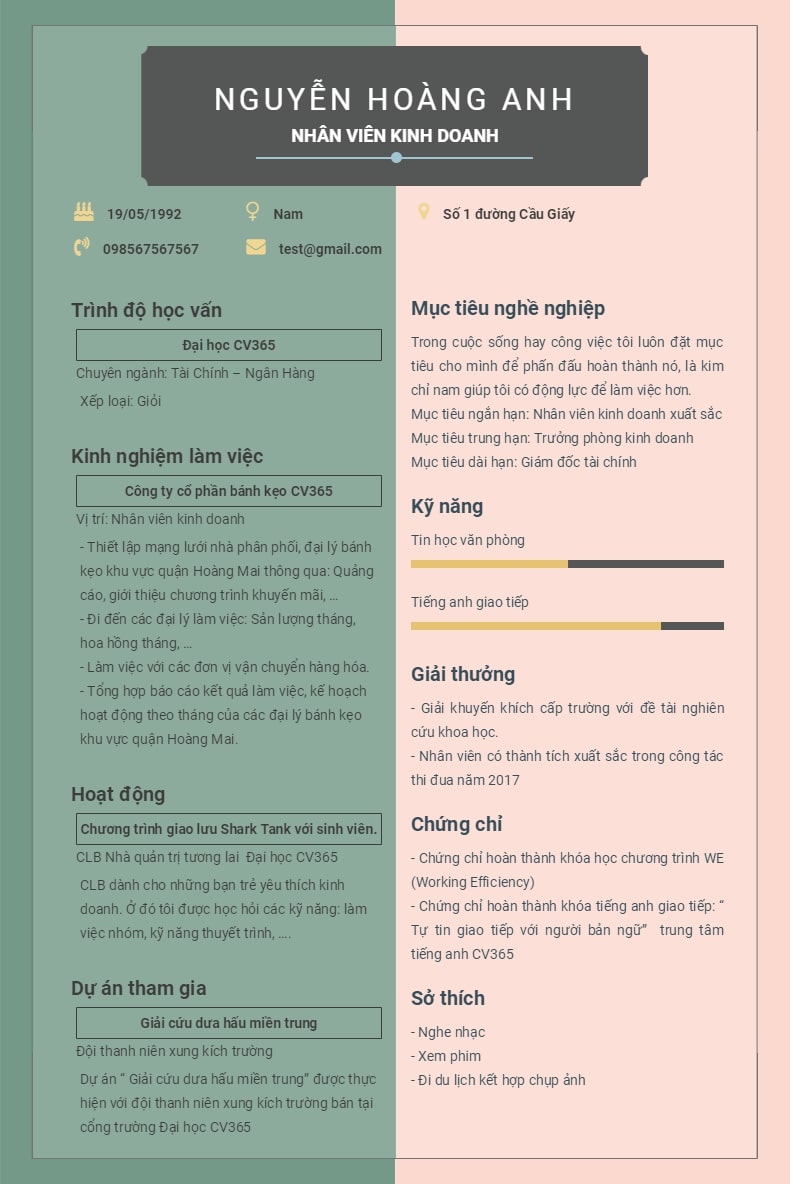 NGUYỄN HOÀNG ANH
NHÂN VIÊN KINH DOANH
19/05/1992
Nam
Số 1 đường Cầu Giấy
098567567567
test@gmail.com
Trình độ học vấn
Đại học CV365
Chuyên ngành: Tài Chính – Ngân Hàng
Xếp loại: Giỏi
Kinh nghiệm làm việc
Công ty cổ phần bánh kẹo CV365
Vị trí: Nhân viên kinh doanh
- Thiết lập mạng lưới nhà phân phối, đại lý bánh
kẹo khu vực quận Hoàng Mai thông qua: Quảng
cáo, giới thiệu chương trình khuyến mãi, ...
- Đi đến các đại lý làm việc: Sản lượng tháng,
hoa hồng tháng, ...
- Làm việc với các đơn vị vận chuyển hàng hóa.
- Tổng hợp báo cáo kết quả làm việc, kế hoạch
hoạt động theo tháng của các đại lý bánh kẹo
khu vực quận Hoàng Mai.
Hoạt động
Chương trình giao lưu Shark Tank với sinh viên.
CLB Nhà quản trị tương lai  Đại học CV365
CLB dành cho những bạn trẻ yêu thích kinh
doanh. Ở đó tôi được học hỏi các kỹ năng: làm
việc nhóm, kỹ năng thuyết trình, ....
Dự án tham gia
Giải cứu dưa hấu miền trung
Đội thanh niên xung kích trường
Dự án “ Giải cứu dưa hấu miền trung” được thực
hiện với đội thanh niên xung kích trường bán tại
cổng trường Đại học CV365
Mục tiêu nghề nghiệp
Trong cuộc sống hay công việc tôi luôn đặt mục
tiêu cho mình để phấn đấu hoàn thành nó, là kim
chỉ nam giúp tôi có động lực để làm việc hơn.
Mục tiêu ngắn hạn: Nhân viên kinh doanh xuất sắc
Mục tiêu trung hạn: Trưởng phòng kinh doanh
Mục tiêu dài hạn: Giám đốc tài chính
Kỹ năng
Tin học văn phòng
Tiếng anh giao tiếp
Giải thưởng
- Giải khuyến khích cấp trường với đề tài nghiên
cứu khoa học.
- Nhân viên có thành tích xuất sắc trong công tác
thi đua năm 2017
Chứng chỉ
- Chứng chỉ hoàn thành khóa học chương trình WE
(Working Efficiency)
- Chứng chỉ hoàn thành khóa tiếng anh giao tiếp: “
Tự tin giao tiếp với người bản ngữ”  trung tâm
tiếng anh CV365
Sở thích
- Nghe nhạc
- Xem phim
- Đi du lịch kết hợp chụp ảnh